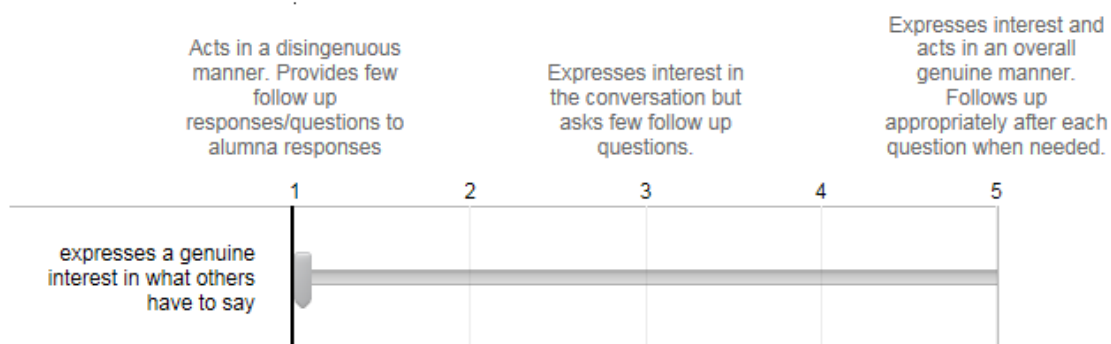 Acts in a disingenuous
manner. Provides few
follow up
responses/questions to
alumna responses
Expresses interest in
the conversation but
asks few follow up
questions.
Expresses interest and
acts in an overall
genuine manner.
Follows up
appropriately after each
question when needed.
1 2 3 4 5
expresses a genuine
interest in what others
have to say